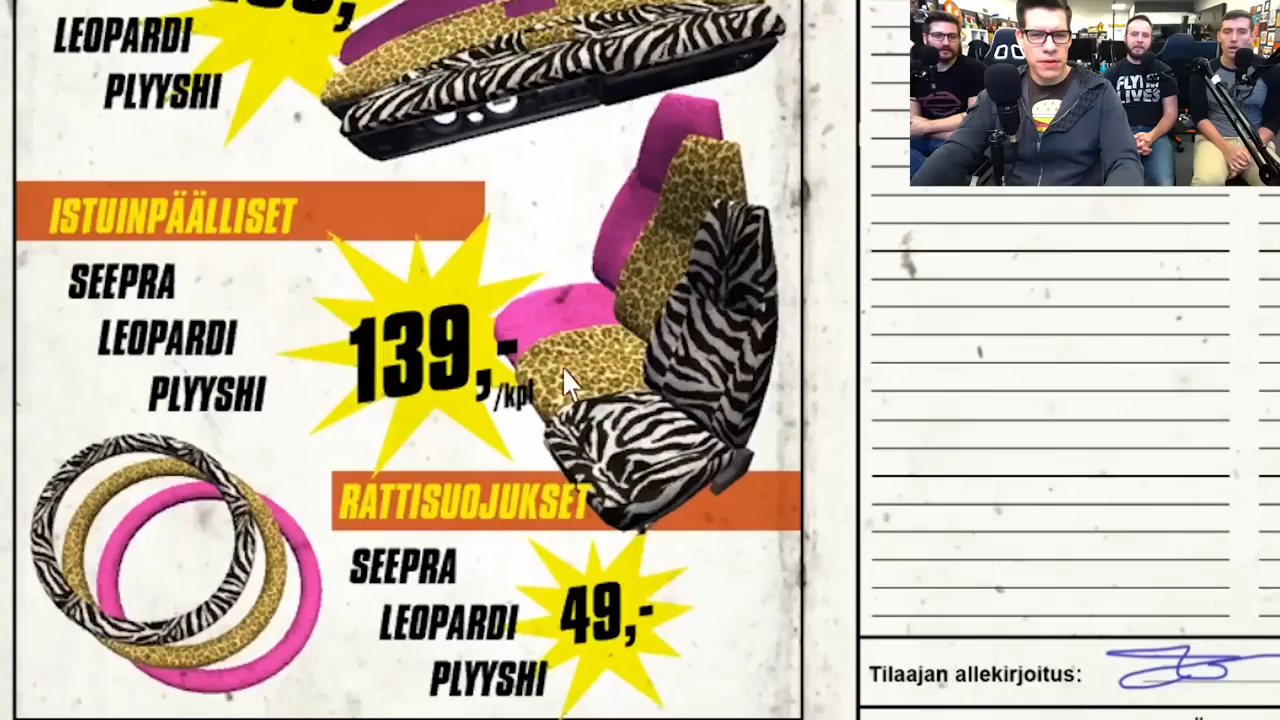 LEOPARDI
PLYYSHI
ISTUINPÄÄLLISET
SEEPRA
LEOPARDI
PLYYSHI
139,-
/kpl
RATTISUOJUKSET
SEEPRA
LEOPARDI
PLYYSHI
49,-
Tilaajan allekirjoitus: